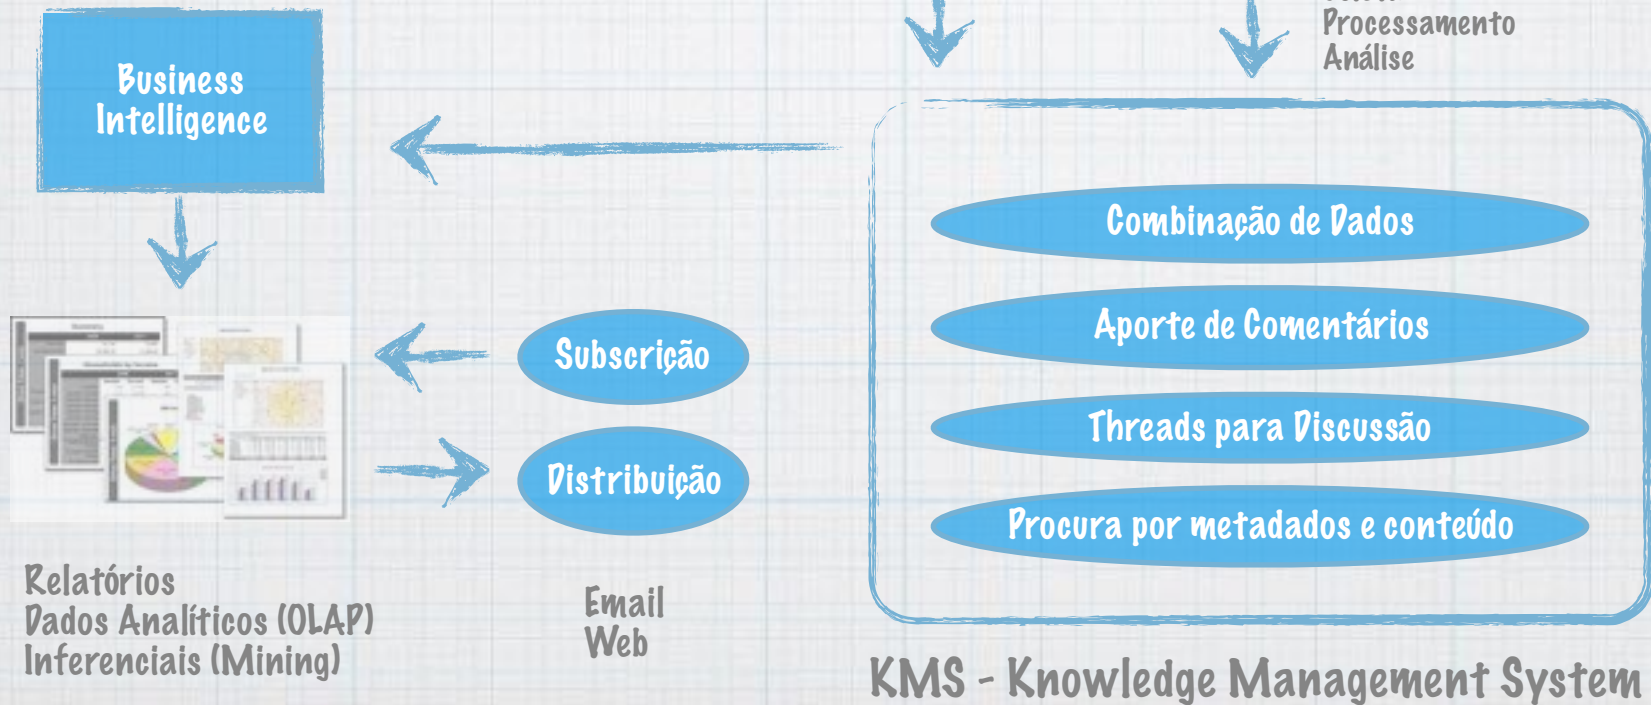 Processamento
Análise
Business
Intelligence
Combinação de Dados
Aporte de Comentários
Threads para Discussão
Procura por metadados e conteúdo
Subscrição
Distribuição
Relatórios
Dados Analíticos (OLAP)
Inferenciais (Mining)
Email
Web
KMS - Knowledge Management System